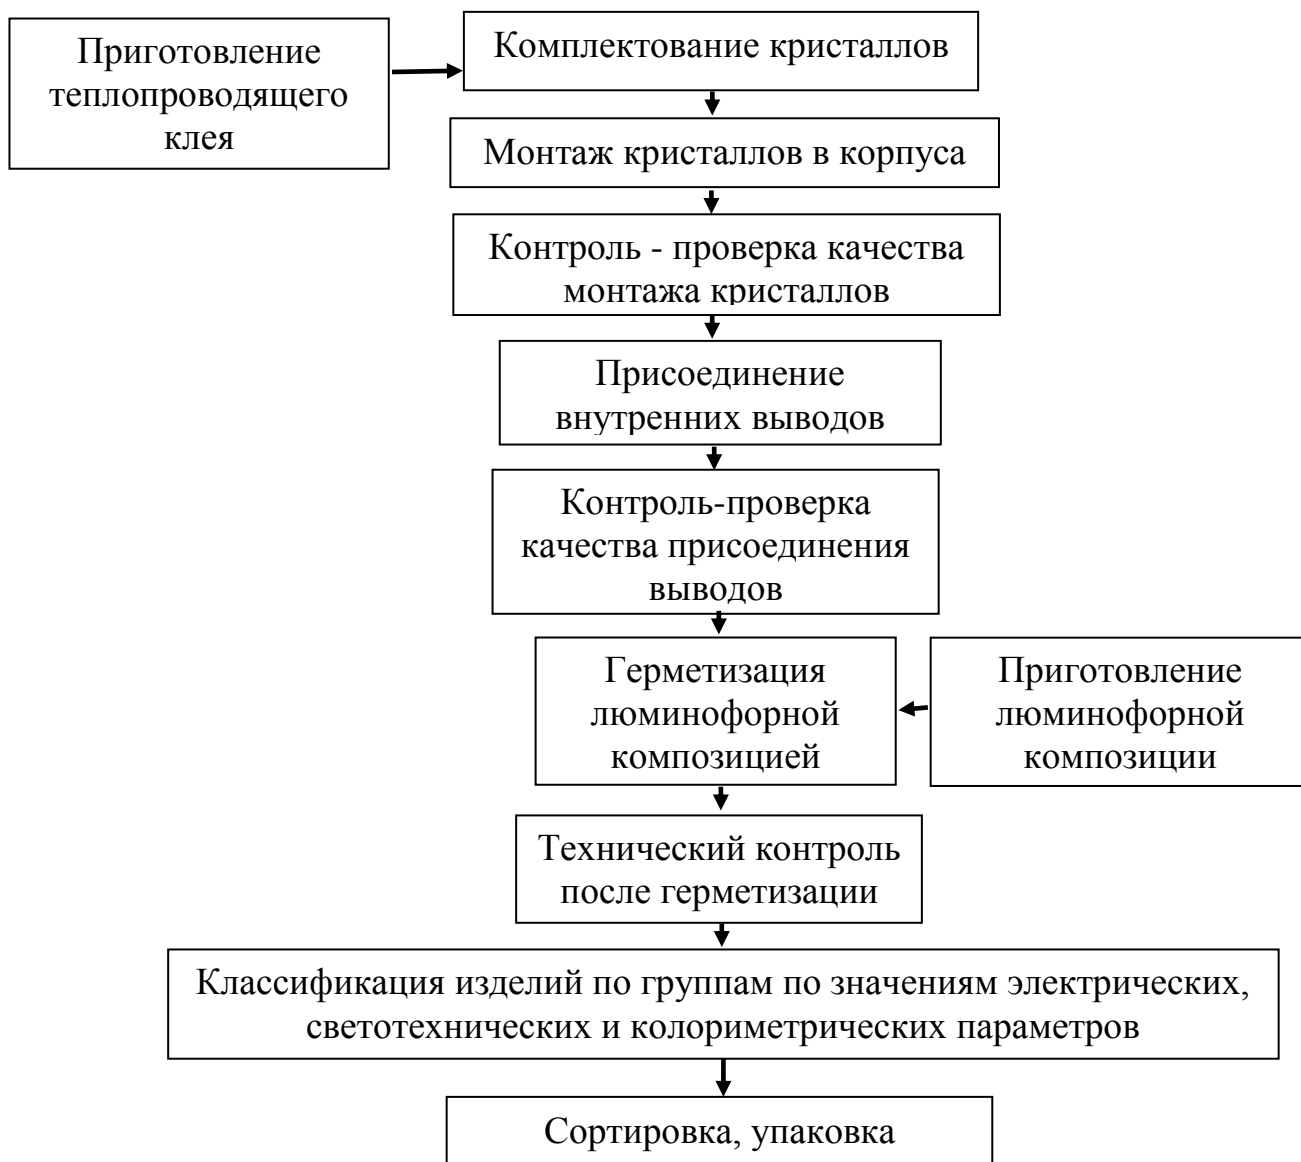 Приготовление
теплопроводящего
клея
Комплектование кристаллов
Монтаж кристаллов в корпуса
Контроль - проверка качества
монтажа кристаллов
Присоединение
внутренних выводов
Контроль-проверка
качества присоединения
выводов
Герметизация
люминофорной
композицией
Приготовление
люминофорной
композиции
Технический контроль
после герметизации
Классификация изделий по группам по значениям электрических,
светотехнических и колориметрических параметров
Сортировка, упаковка